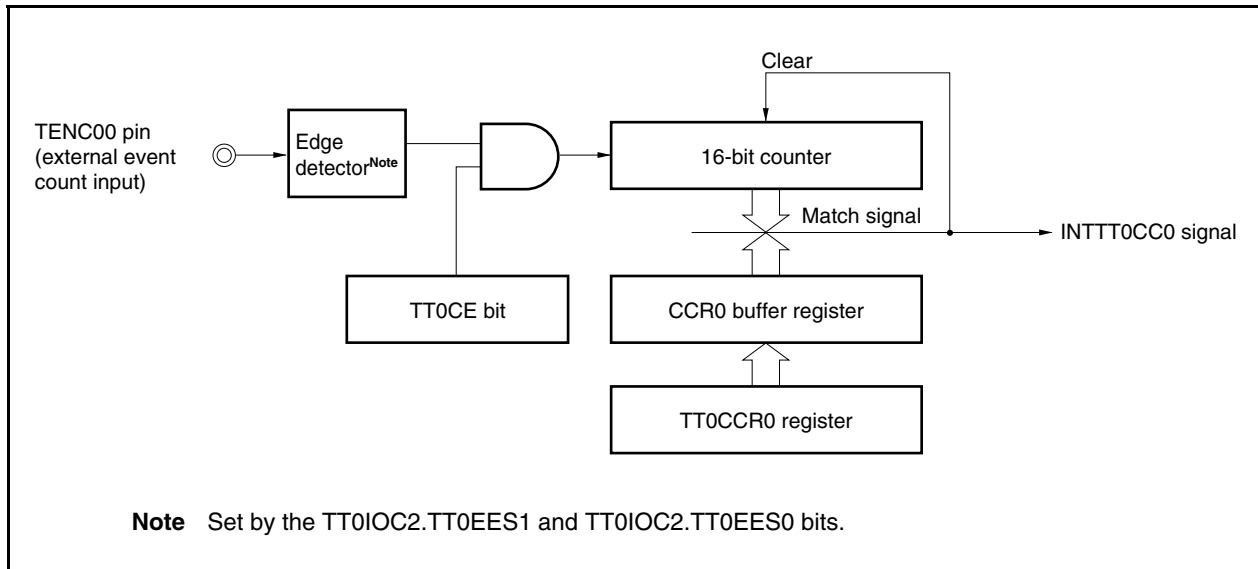 Clear
TENC00 pin
(external event
count input)
Edge
detectorNote
16-bit counter
Match signal
INTTT0CC0 signal
TT0CE bit
CCR0 buffer register
TT0CCR0 register
Note Set by the TT0IOC2.TT0EES1 and TT0IOC2.TT0EES0 bits.